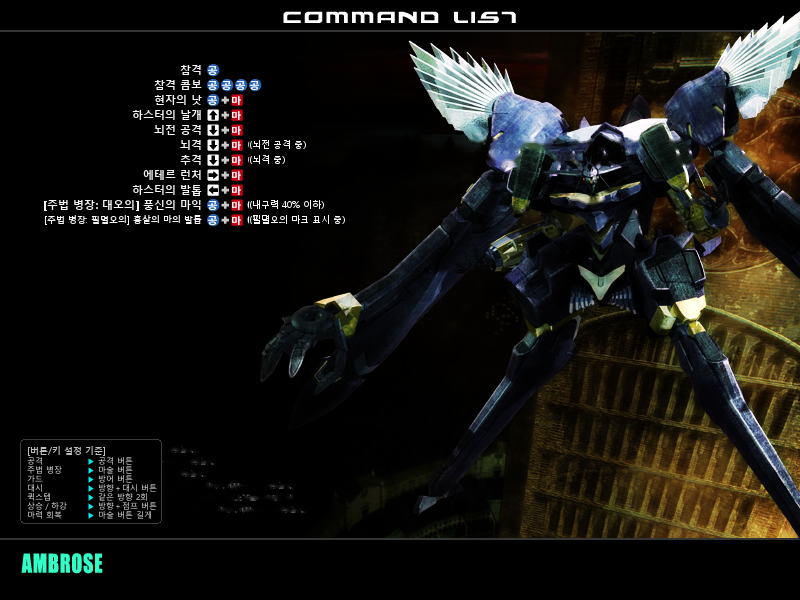 COMMAND LIST
참격 공
참격 콤보 공 공 공 공
현자의 낫 공+마
하스터의 날개 ↑+마
뇌전 공격 ↓+마
뇌격 ↓+마 (뇌전 공격 중)
추격 ↓+마 (뇌격 중)
에테르 런처 →+마
하스터의 발톱 ←+마
[주법 병장: 대오의] 풍신의 마익 공+마 (내구력 40% 이하)
[주법 병장: 필멸오의] 홍살의 마의 발톱 공+마 (필멸오의 마크 표시 중)
[버튼/키 설정 기준]
공격 ▶ 공격 버튼
주법 병장 ▶ 마술 버튼
가드 ▶ 방어 버튼
대시 ▶ 방향+대시 버튼
퀵스텝 ▶ 같은 방향 2회
상승 / 하강 ▶ 방향+점프 버튼
마력 회복 ▶ 마술 버튼 길게
AMBROSE